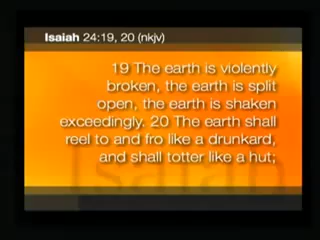 Isaiah 24:19, 20 (nkjv)
19 The earth is violently
broken, the earth is split
open, the earth is shaken
exceedingly. 20 The earth shall
reel to and fro like a drunkard,
and shall totter like a hut;
Isaiah